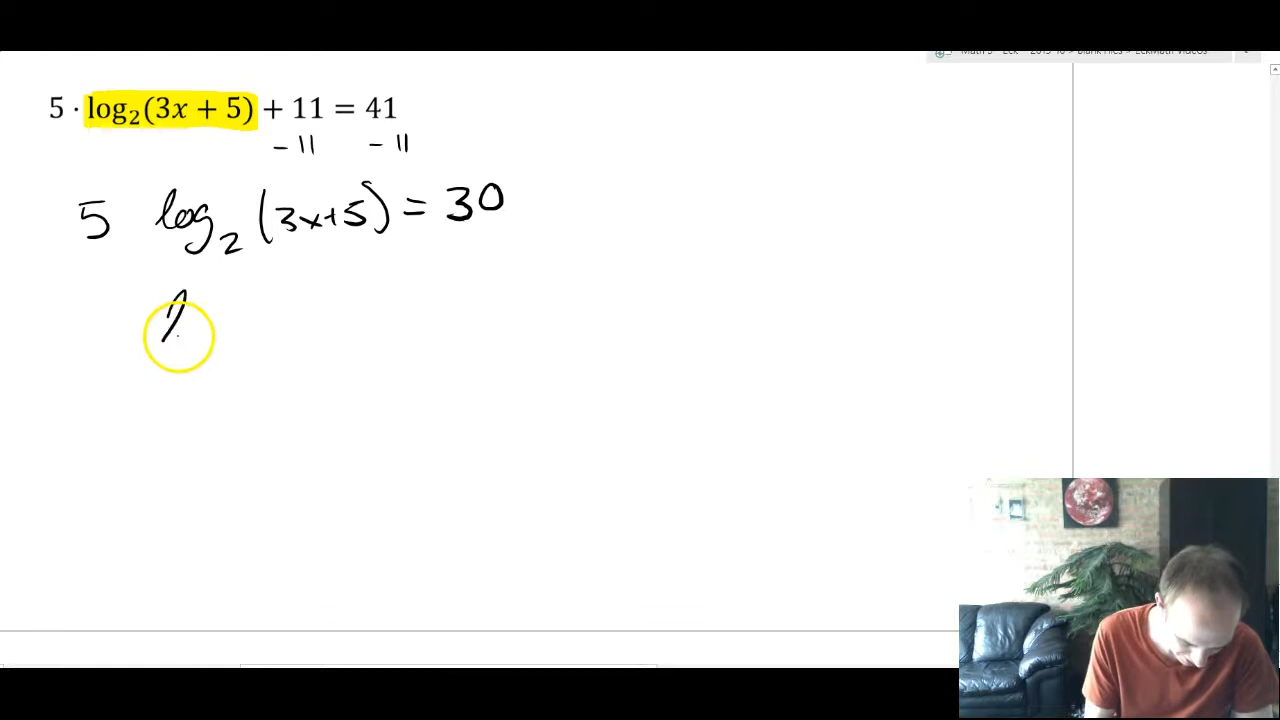 5 · log₂(3x + 5) + 11 = 41
− 11 − 11
5 log₂ (3x+5) = 30